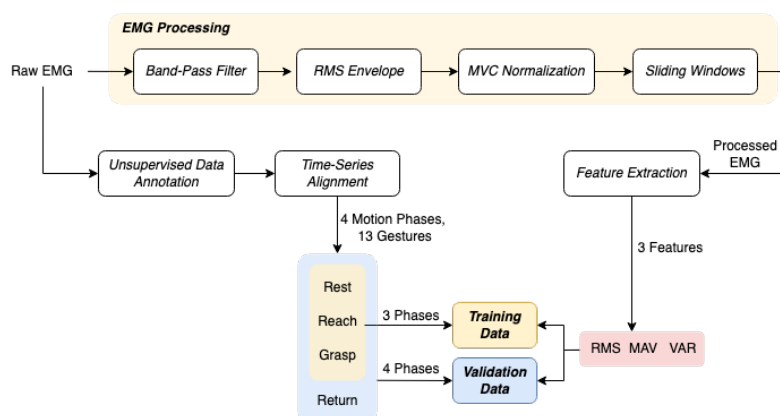 EMG Processing
Raw EMG
Band-Pass Filter
RMS Envelope
MVC Normalization
Sliding Windows
Unsupervised Data
Annotation
Time-Series
Alignment
Feature Extraction
Processed
EMG
4 Motion Phases,
13 Gestures
3 Features
Rest
Reach
Grasp
Return
3 Phases
4 Phases
Training
Data
Validation
Data
RMS MAV VAR